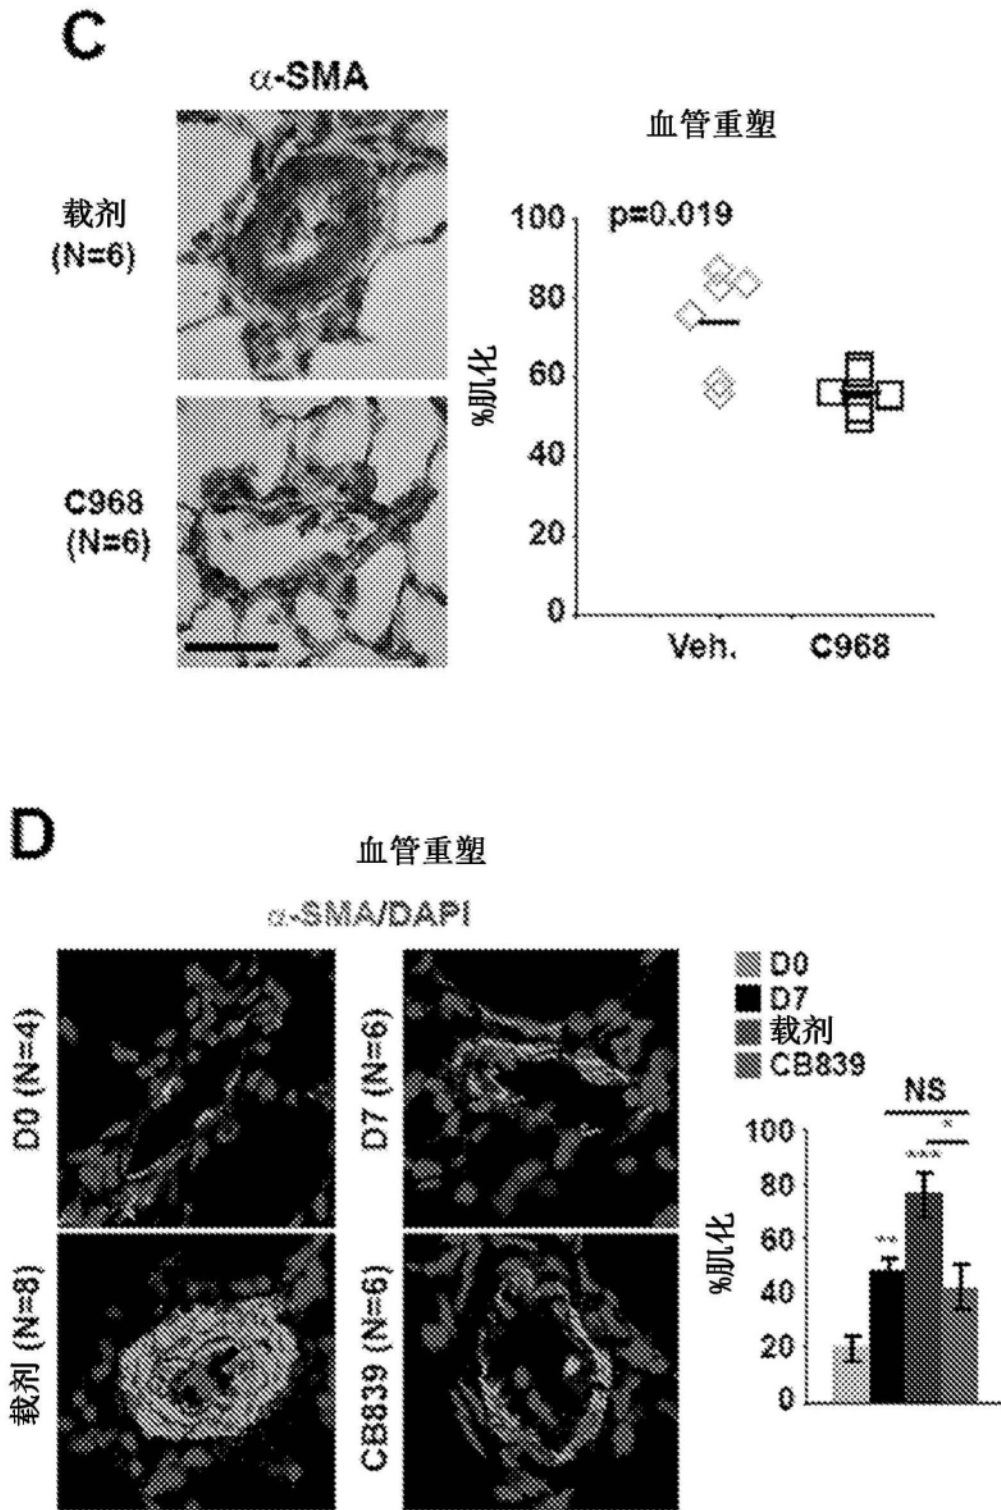 C
α-SMA
血管重塑
载剂
(N=6)
C968
(N=6)
p=0.019
100
80
60
40
20
0
%肌化
Veh.
C968
D
血管重塑
α-SMA/DAPI
D0 (N=4)
D7 (N=6)
载剂 (N=8)
CB839 (N=6)
D0
D7
载剂
CB839
NS
*
***
**
100
80
60
40
20
0
%肌化